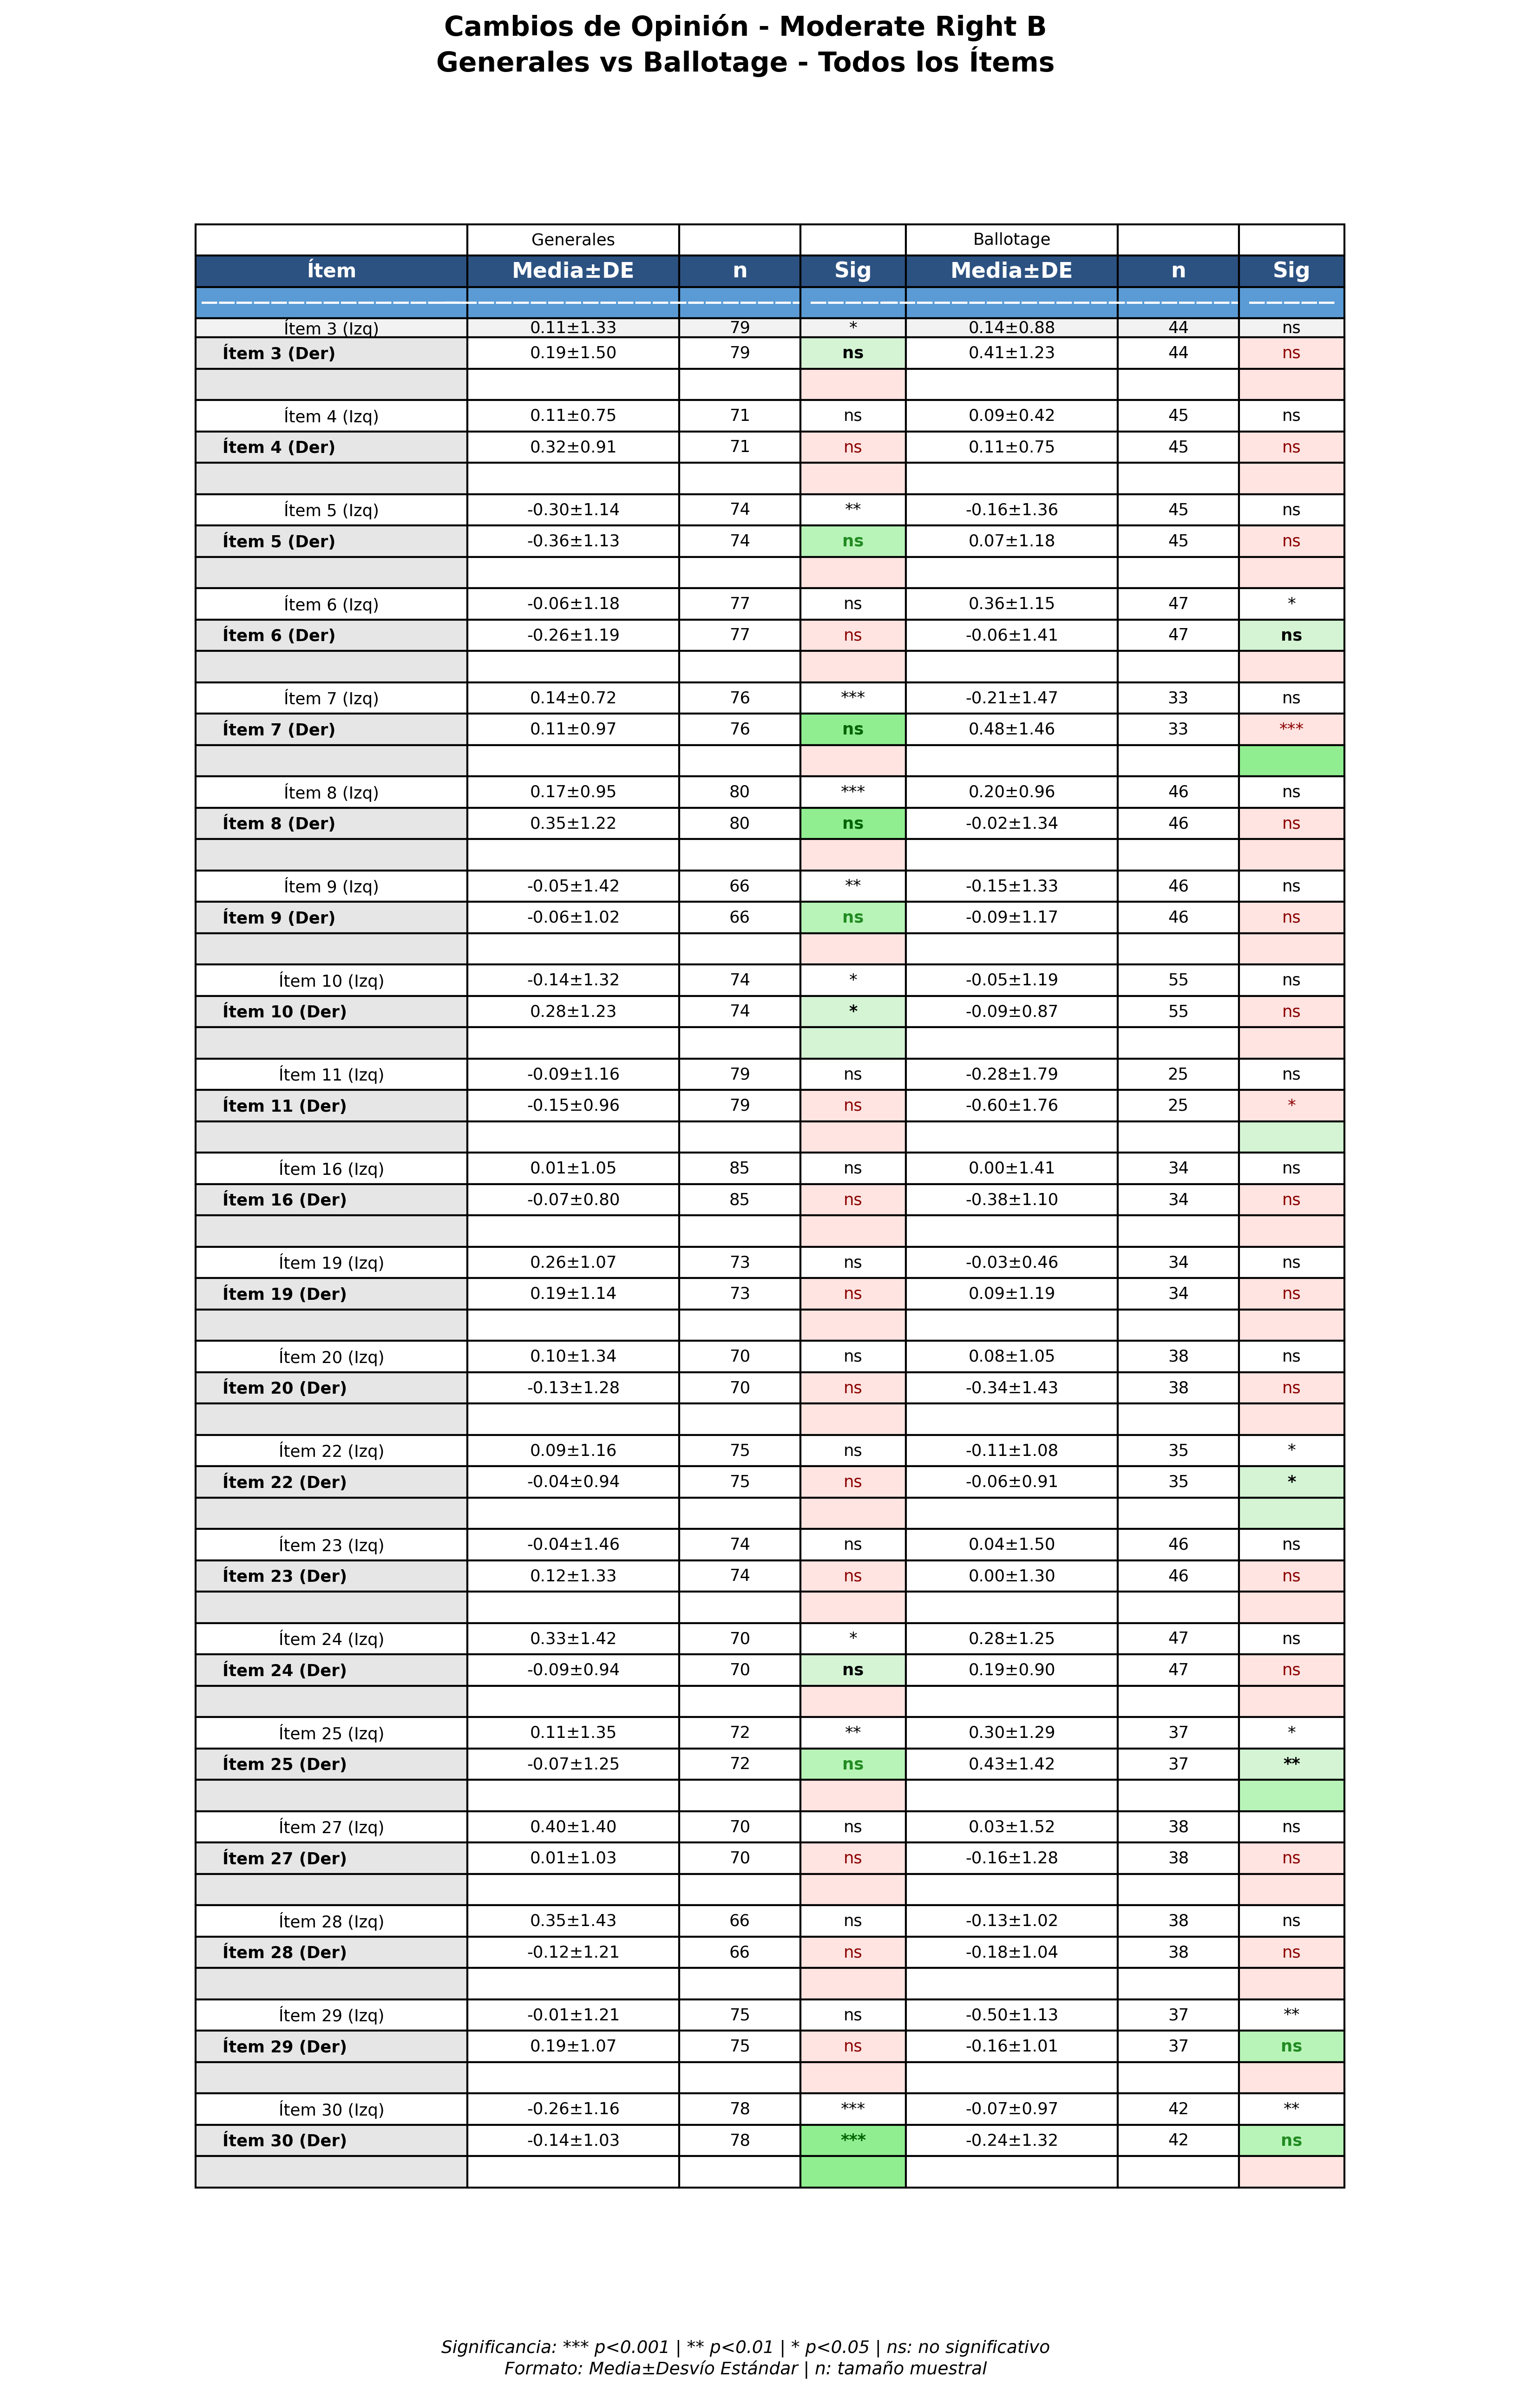 Cambios de Opinión - Moderate Right B
Generales vs Ballotage - Todos los Ítems
Generales Ballotage
Ítem Media±DE n Sig Media±DE n Sig
Ítem 3 (Izq) 0.11±1.33 79 * 0.14±0.88 44 ns
Ítem 3 (Der) 0.19±1.50 79 ns 0.41±1.23 44 ns
Ítem 4 (Izq) 0.11±0.75 71 ns 0.09±0.42 45 ns
Ítem 4 (Der) 0.32±0.91 71 ns 0.11±0.75 45 ns
Ítem 5 (Izq) -0.30±1.14 74 ** -0.16±1.36 45 ns
Ítem 5 (Der) -0.36±1.13 74 ns 0.07±1.18 45 ns
Ítem 6 (Izq) -0.06±1.18 77 ns 0.36±1.15 47 *
Ítem 6 (Der) -0.26±1.19 77 ns -0.06±1.41 47 ns
Ítem 7 (Izq) 0.14±0.72 76 *** -0.21±1.47 33 ns
Ítem 7 (Der) 0.11±0.97 76 ns 0.48±1.46 33 ***
Ítem 8 (Izq) 0.17±0.95 80 *** 0.20±0.96 46 ns
Ítem 8 (Der) 0.35±1.22 80 ns -0.02±1.34 46 ns
Ítem 9 (Izq) -0.05±1.42 66 ** -0.15±1.33 46 ns
Ítem 9 (Der) -0.06±1.02 66 ns -0.09±1.17 46 ns
Ítem 10 (Izq) -0.14±1.32 74 * -0.05±1.19 55 ns
Ítem 10 (Der) 0.28±1.23 74 * -0.09±0.87 55 ns
Ítem 11 (Izq) -0.09±1.16 79 ns -0.28±1.79 25 ns
Ítem 11 (Der) -0.15±0.96 79 ns -0.60±1.76 25 *
Ítem 16 (Izq) 0.01±1.05 85 ns 0.00±1.41 34 ns
Ítem 16 (Der) -0.07±0.80 85 ns -0.38±1.10 34 ns
Ítem 19 (Izq) 0.26±1.07 73 ns -0.03±0.46 34 ns
Ítem 19 (Der) 0.19±1.14 73 ns 0.09±1.19 34 ns
Ítem 20 (Izq) 0.10±1.34 70 ns 0.08±1.05 38 ns
Ítem 20 (Der) -0.13±1.28 70 ns -0.34±1.43 38 ns
Ítem 22 (Izq) 0.09±1.16 75 ns -0.11±1.08 35 *
Ítem 22 (Der) -0.04±0.94 75 ns -0.06±0.91 35 *
Ítem 23 (Izq) -0.04±1.46 74 ns 0.04±1.50 46 ns
Ítem 23 (Der) 0.12±1.33 74 ns 0.00±1.30 46 ns
Ítem 24 (Izq) 0.33±1.42 70 * 0.28±1.25 47 ns
Ítem 24 (Der) -0.09±0.94 70 ns 0.19±0.90 47 ns
Ítem 25 (Izq) 0.11±1.35 72 ** 0.30±1.29 37 *
Ítem 25 (Der) -0.07±1.25 72 ns 0.43±1.42 37 **
Ítem 27 (Izq) 0.40±1.40 70 ns 0.03±1.52 38 ns
Ítem 27 (Der) 0.01±1.03 70 ns -0.16±1.28 38 ns
Ítem 28 (Izq) 0.35±1.43 66 ns -0.13±1.02 38 ns
Ítem 28 (Der) -0.12±1.21 66 ns -0.18±1.04 38 ns
Ítem 29 (Izq) -0.01±1.21 75 ns -0.50±1.13 37 **
Ítem 29 (Der) 0.19±1.07 75 ns -0.16±1.01 37 ns
Ítem 30 (Izq) -0.26±1.16 78 *** -0.07±0.97 42 **
Ítem 30 (Der) -0.14±1.03 78 *** -0.24±1.32 42 ns
Significancia: *** p<0.001 | ** p<0.01 | * p<0.05 | ns: no significativo
Formato: Media±Desvío Estándar | n: tamaño muestral